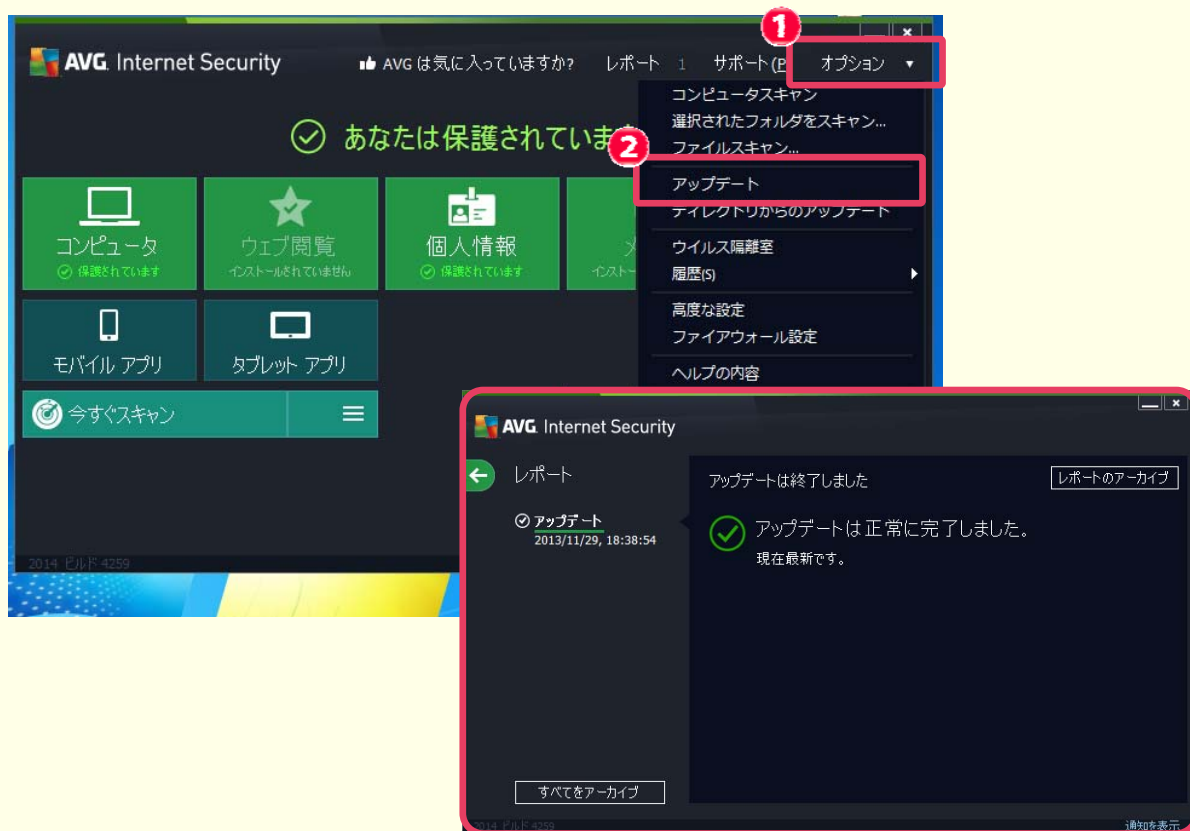 1
AVG Internet Security
AVG は気に入っていますか?
レポート 1
サポート(P
オプション ▼
コンピュータスキャン
選択されたフォルダをスキャン...
ファイルスキャン...
2
アップデート
ディレクトリからのアップデート
ウイルス隔離室
履歴(S)
高度な設定
ファイアウォール設定
ヘルプの内容
あなたは保護されています
コンピュータ
保護されています
ウェブ閲覧
インストールされていません
個人情報
保護されています
メ
インストー
モバイル アプリ
タブレット アプリ
今すぐスキャン
2014 ビルド 4259
AVG Internet Security
レポート
アップデート
2013/11/29, 18:38:54
アップデートは終了しました
レポートのアーカイブ
アップデートは正常に完了しました。
現在最新です。
すべてをアーカイブ
2014 ビルド 4259
通知を表示